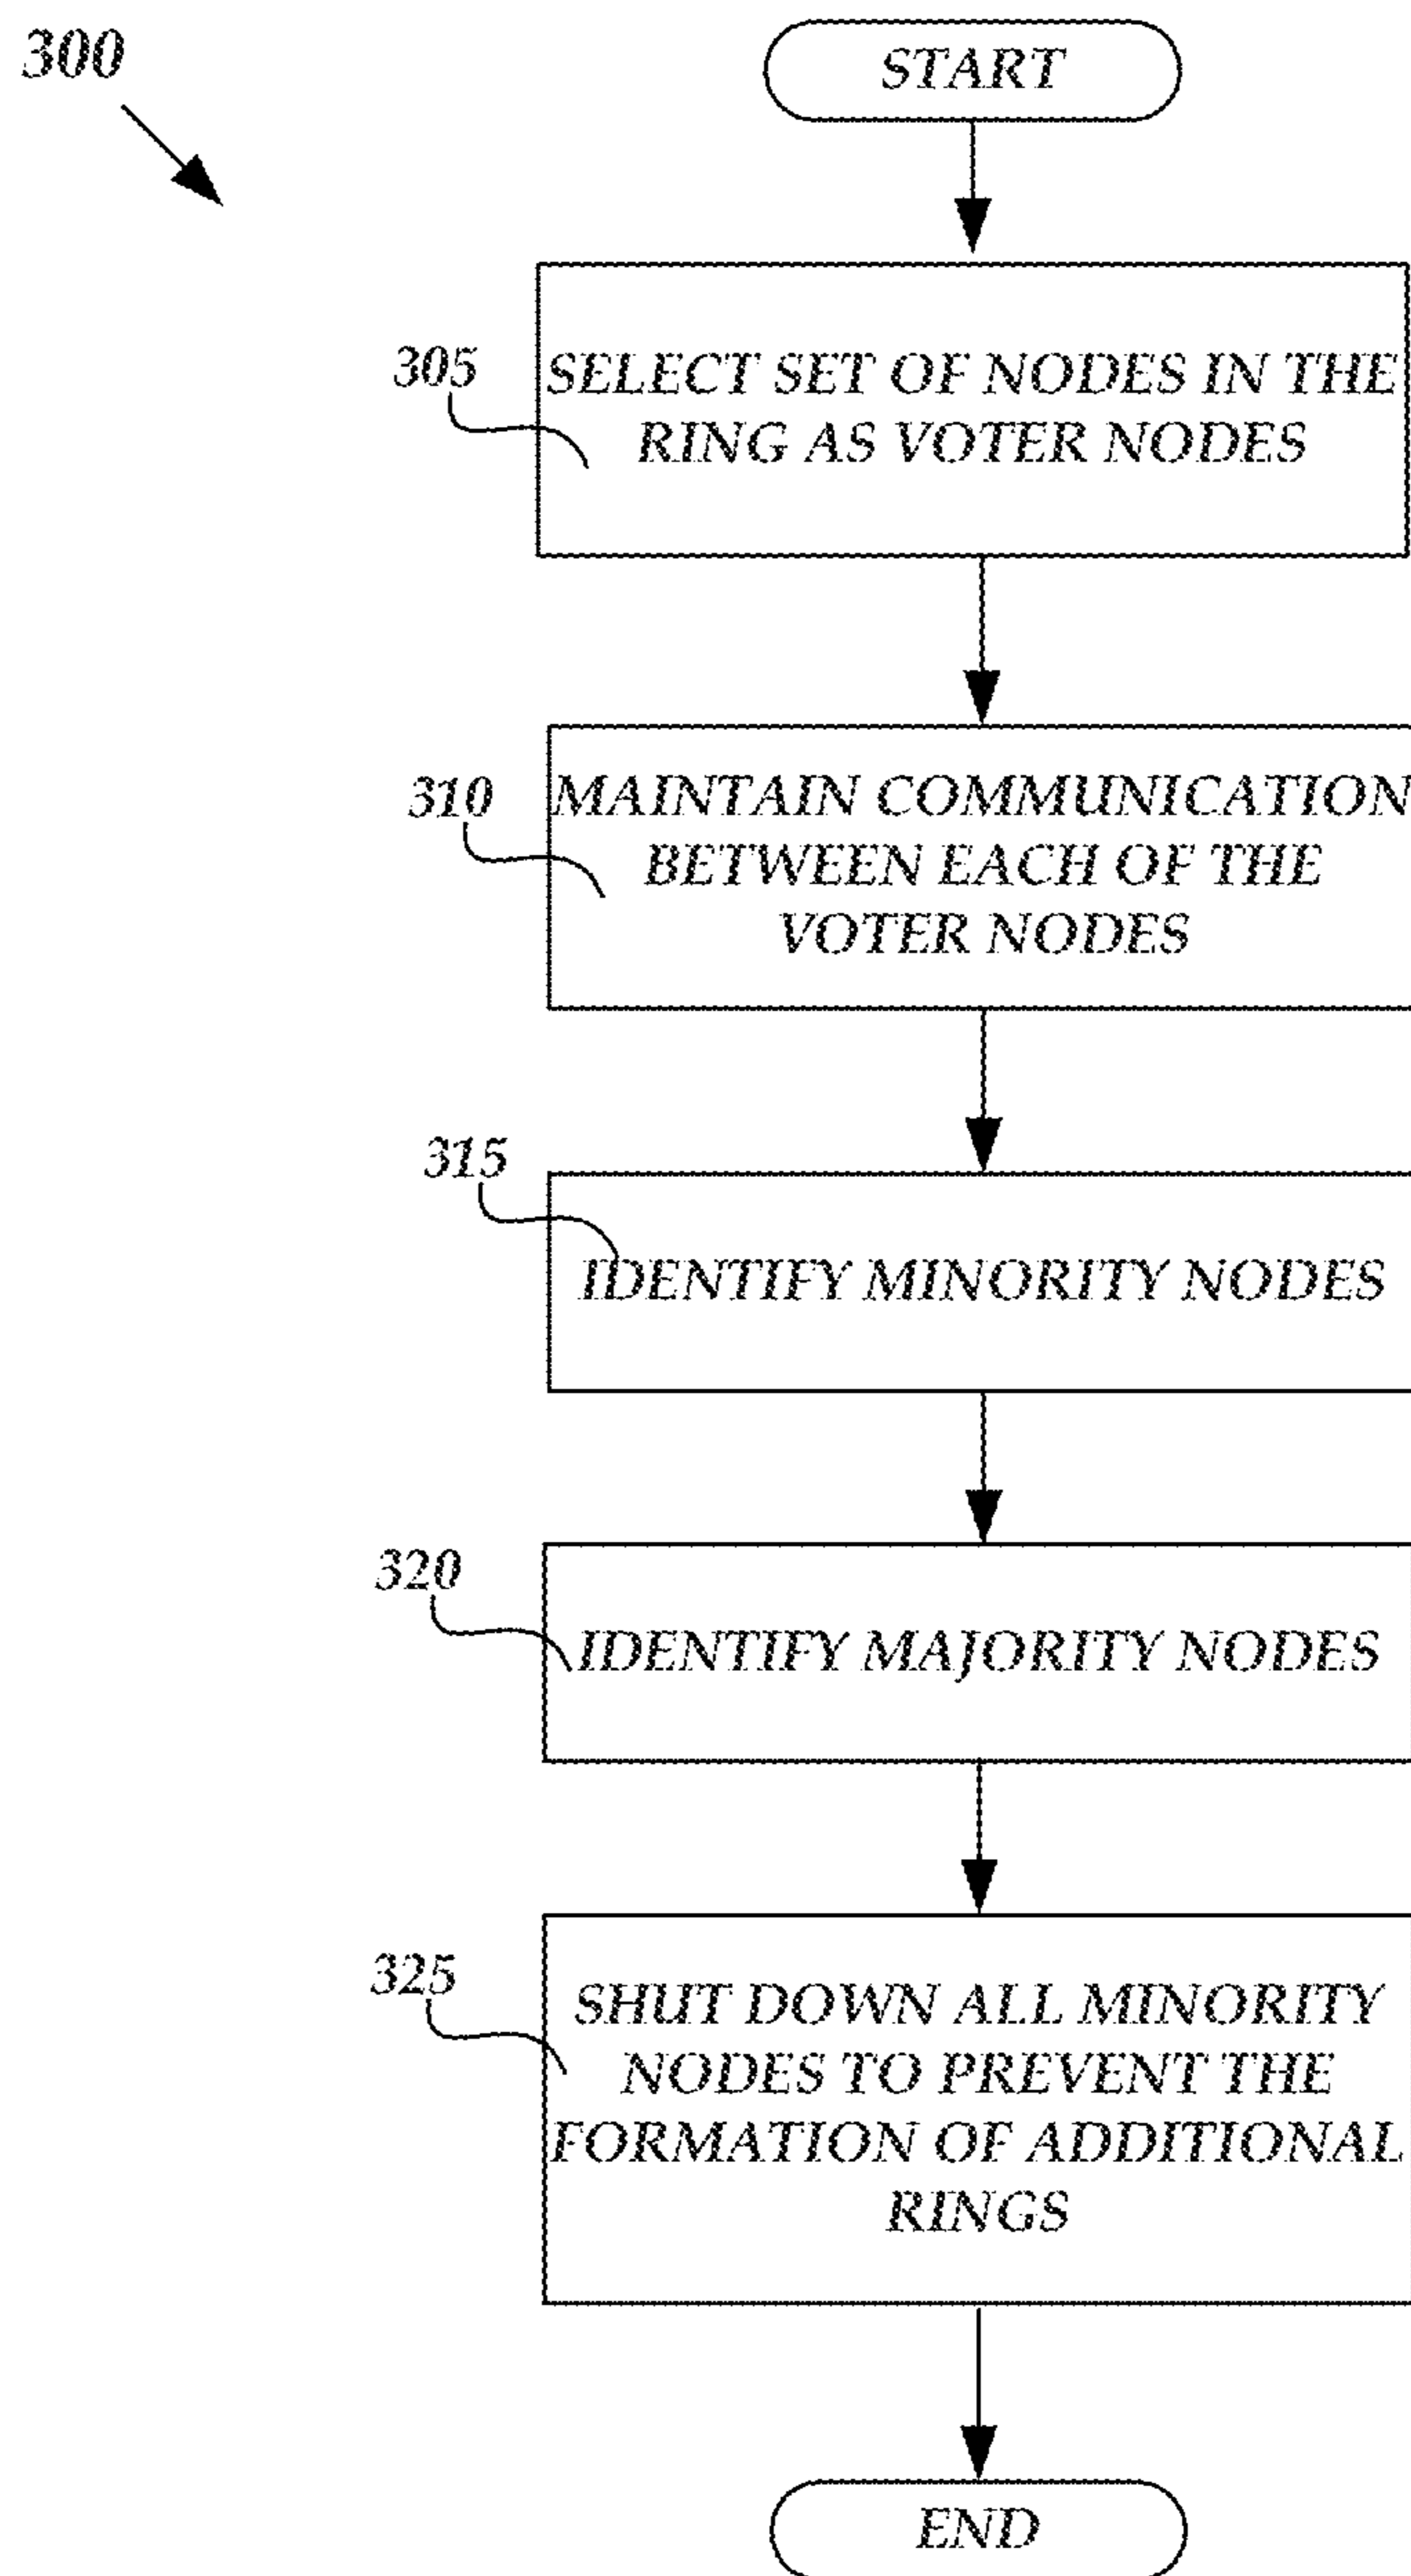 300
START
305
SELECT SET OF NODES IN THE
RING AS VOTER NODES
310
MAINTAIN COMMUNICATION
BETWEEN EACH OF THE
VOTER NODES
315
IDENTIFY MINORITY NODES
320
IDENTIFY MAJORITY NODES
325
SHUT DOWN ALL MINORITY
NODES TO PREVENT THE
FORMATION OF ADDITIONAL
RINGS
END